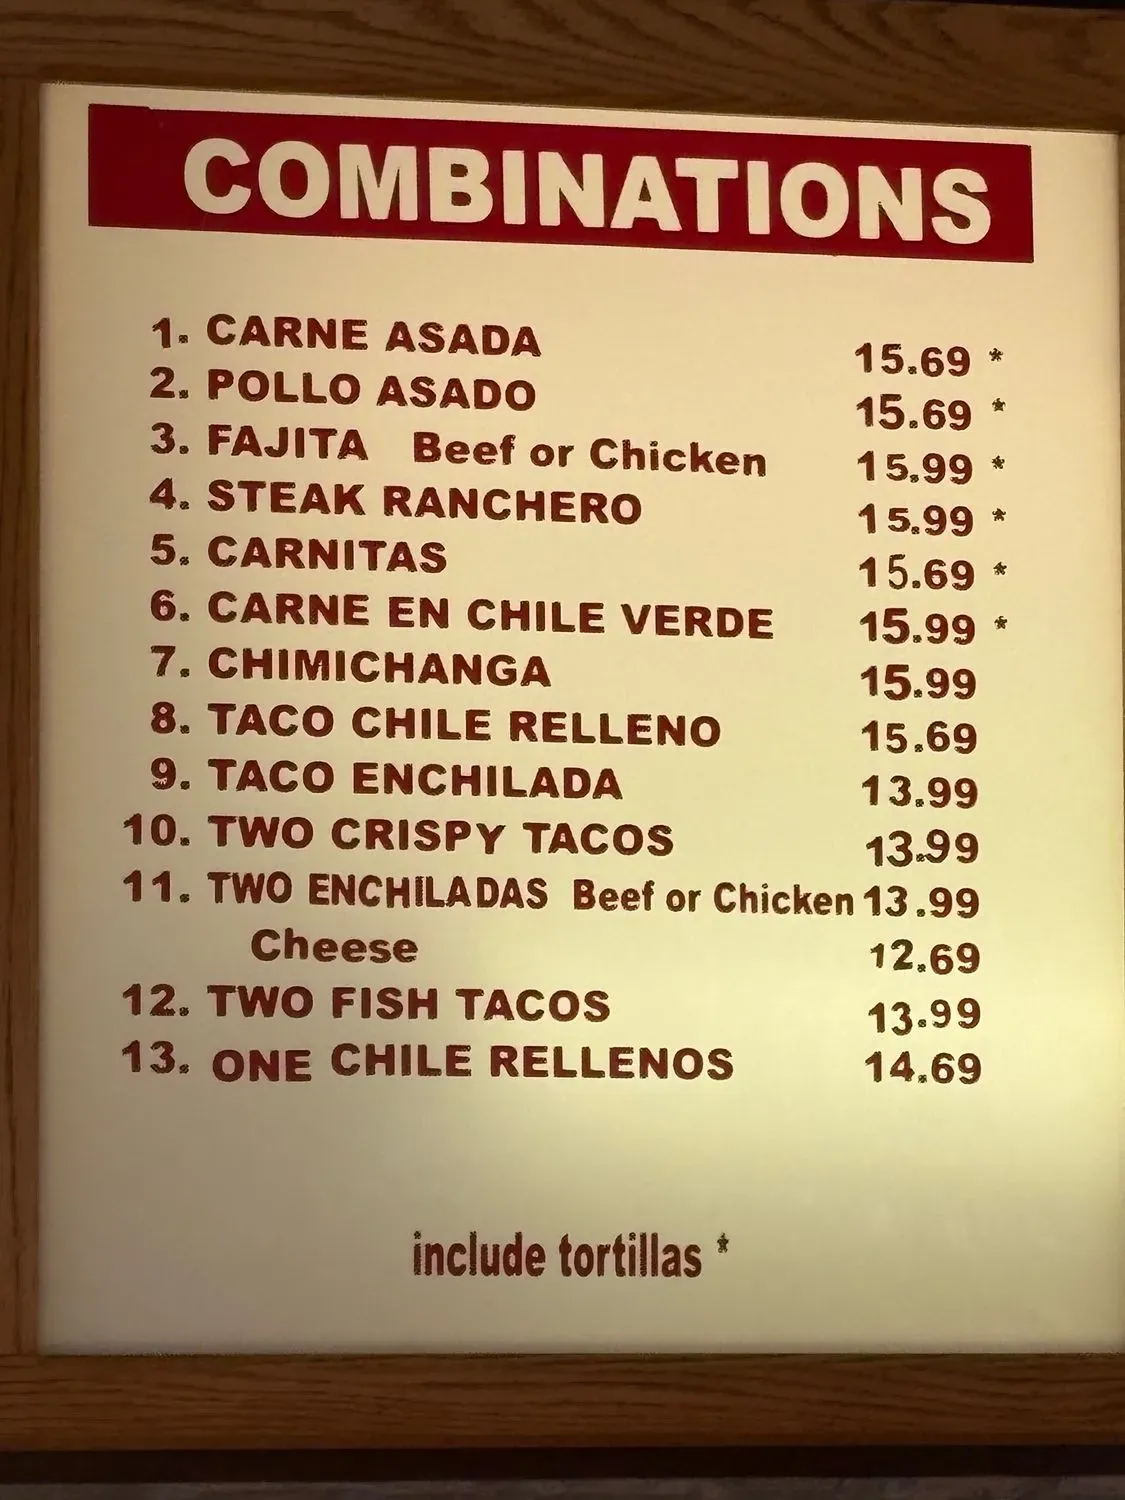 COMBINATIONS
1. CARNE ASADA 15.69 *
2. POLLO ASADO 15.69 *
3. FAJITA Beef or Chicken 15.99 *
4. STEAK RANCHERO 15.99 *
5. CARNITAS 15.69 *
6. CARNE EN CHILE VERDE 15.99 *
7. CHIMICHANGA 15.99
8. TACO CHILE RELLENO 15.69
9. TACO ENCHILADA 13.99
10. TWO CRISPY TACOS 13.99
11. TWO ENCHILADAS Beef or Chicken 13.99
Cheese 12.69
12. TWO FISH TACOS 13.99
13. ONE CHILE RELLENOS 14.69
include tortillas *